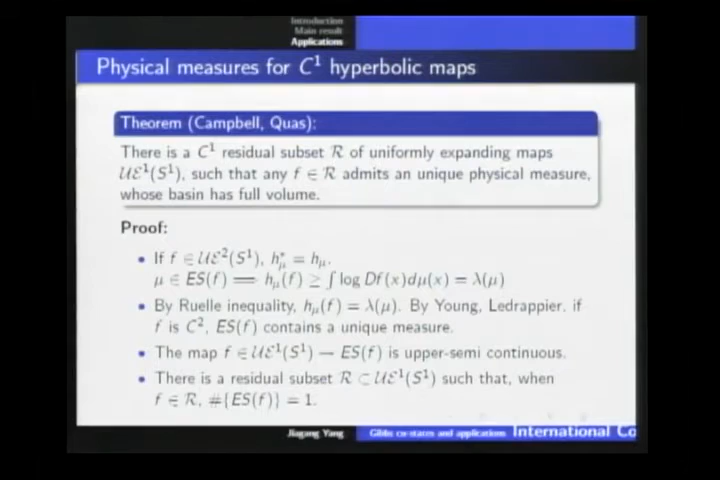 Introduction
Main result
Applications
Physical measures for C¹ hyperbolic maps
Theorem (Campbell, Quas):
There is a C¹ residual subset ℛ of uniformly expanding maps
𝒰ℰ¹(S¹), such that any f ∈ ℛ admits an unique physical measure,
whose basin has full volume.
Proof:
• If f ∈ 𝒰ℰ²(S¹), h*_μ = h_μ.
μ ∈ ES(f) ⟹ h_μ(f) ≥ ∫ log Df(x)dμ(x) = λ(μ)
• By Ruelle inequality, h_μ(f) = λ(μ). By Young, Ledrappier, if
f is C², ES(f) contains a unique measure.
• The map f ∈ 𝒰ℰ¹(S¹) → ES(f) is upper-semi continuous.
• There is a residual subset ℛ ⊂ 𝒰ℰ¹(S¹) such that, when
f ∈ ℛ, #{ES(f)} = 1.
Jiagang Yang
Gibbs cu-states and applications
International Co